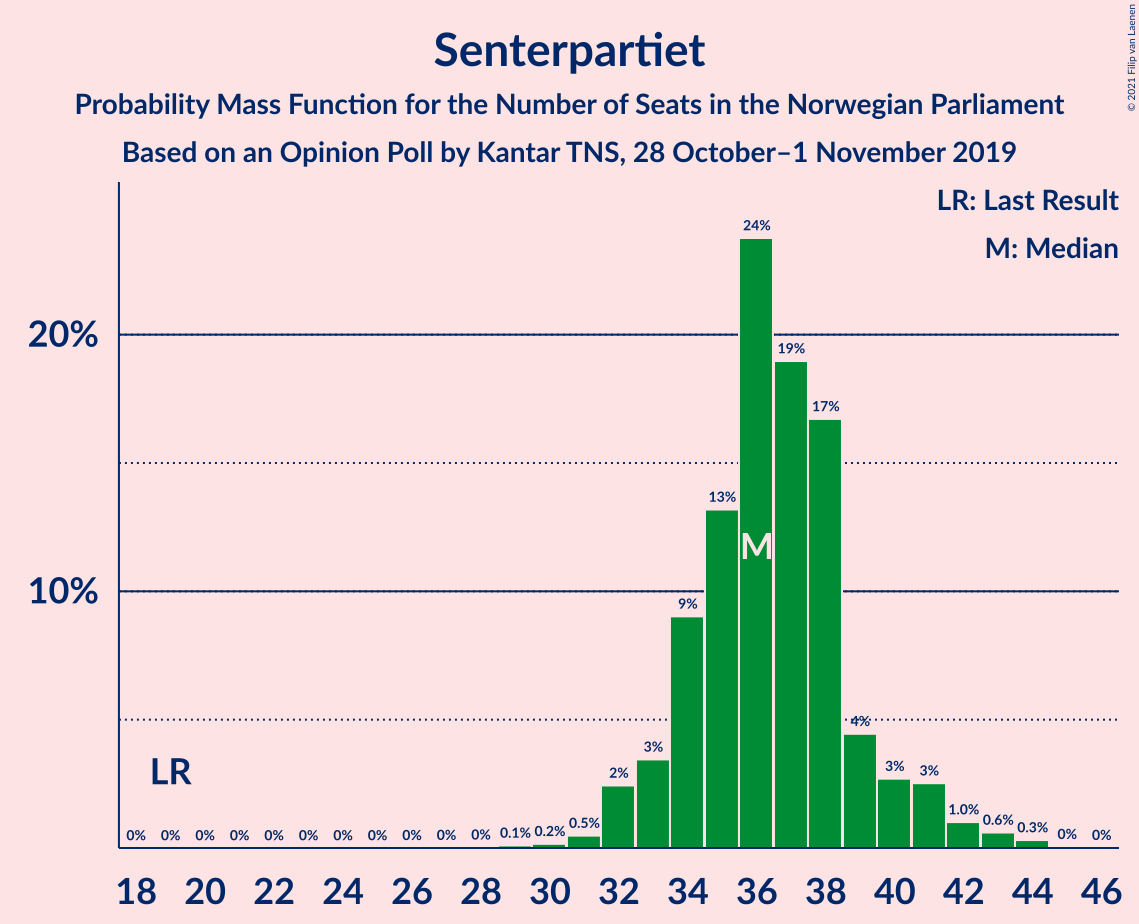 Senterpartiet
Probability Mass Function for the Number of Seats in the Norwegian Parliament
Based on an Opinion Poll by Kantar TNS, 28 October–1 November 2019
© 2021 Filip van Laenen
LR: Last Result
M: Median
20%
10%
LR
M
0% 0% 0% 0% 0% 0% 0% 0% 0% 0% 0% 0.1% 0.2% 0.5% 2% 3% 9% 13% 24% 19% 17% 4% 3% 3% 1.0% 0.6% 0.3% 0% 0%
18 20 22 24 26 28 30 32 34 36 38 40 42 44 46